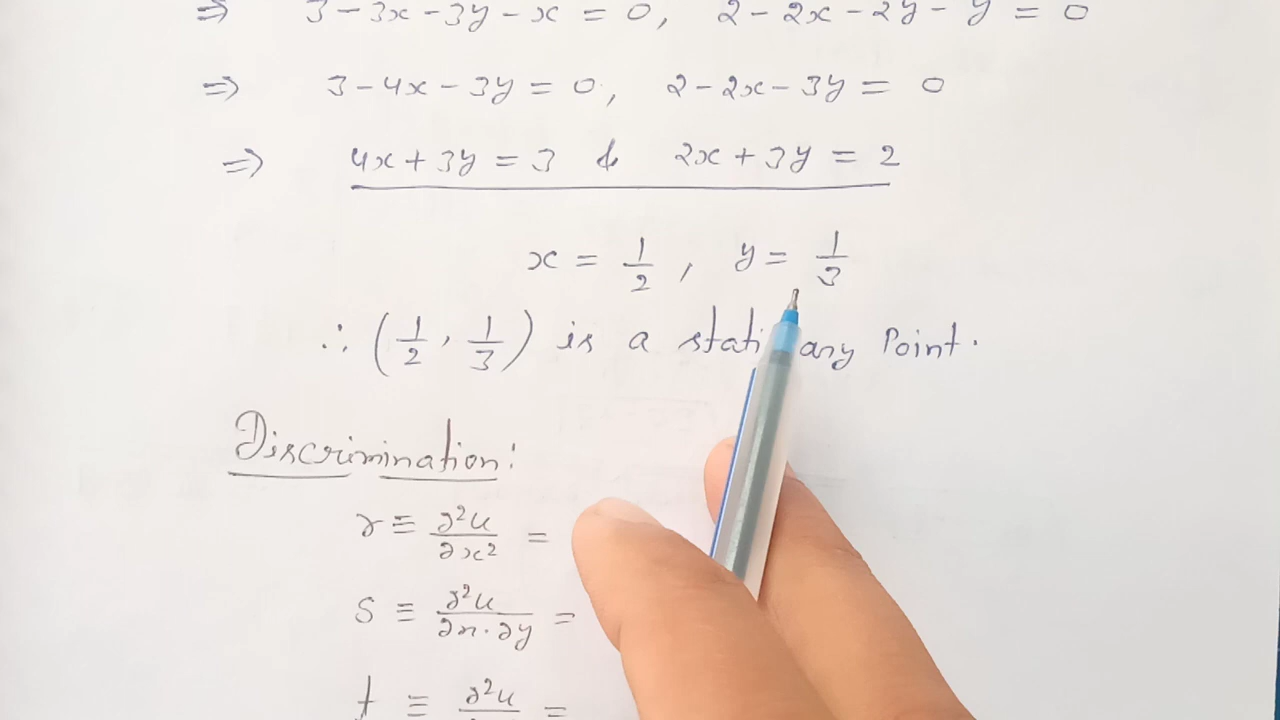 ⇒ 3-3x-3y-x=0, 2-2x-2y-y=0
⇒ 3-4x-3y=0, 2-2x-3y=0
⇒ 4x+3y=3 & 2x+3y=2
x = 1/2, y = 1/3
∴ (1/2, 1/3) is a stationary Point.
Discrimination:
r ≡ ∂²u/∂x² =
s ≡ ∂²u/∂x·∂y =
t ≡ ∂²u =